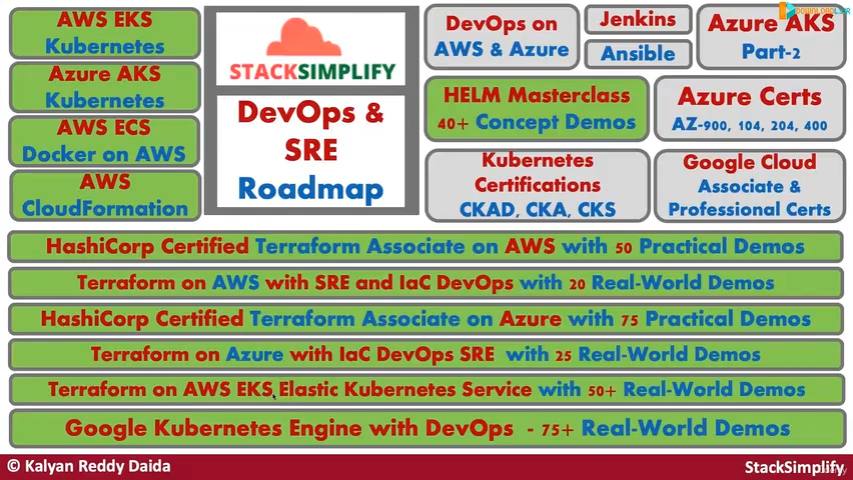 AWS EKS
Kubernetes
Azure AKS
Kubernetes
AWS ECS
Docker on AWS
AWS
CloudFormation
STACKSIMPLIFY
DevOps &
SRE
Roadmap
DevOps on
AWS & Azure
Jenkins
Ansible
Azure AKS
Part-2
HELM Masterclass
40+ Concept Demos
Azure Certs
AZ-900, 104, 204, 400
Kubernetes
Certifications
CKAD, CKA, CKS
Google Cloud
Associate &
Professional Certs
HashiCorp Certified Terraform Associate on AWS with 50 Practical Demos
Terraform on AWS with SRE and IaC DevOps with 20 Real-World Demos
HashiCorp Certified Terraform Associate on Azure with 75 Practical Demos
Terraform on Azure with IaC DevOps SRE with 25 Real-World Demos
Terraform on AWS EKS Elastic Kubernetes Service with 50+ Real-World Demos
Google Kubernetes Engine with DevOps - 75+ Real-World Demos
© Kalyan Reddy Daida
StackSimplify